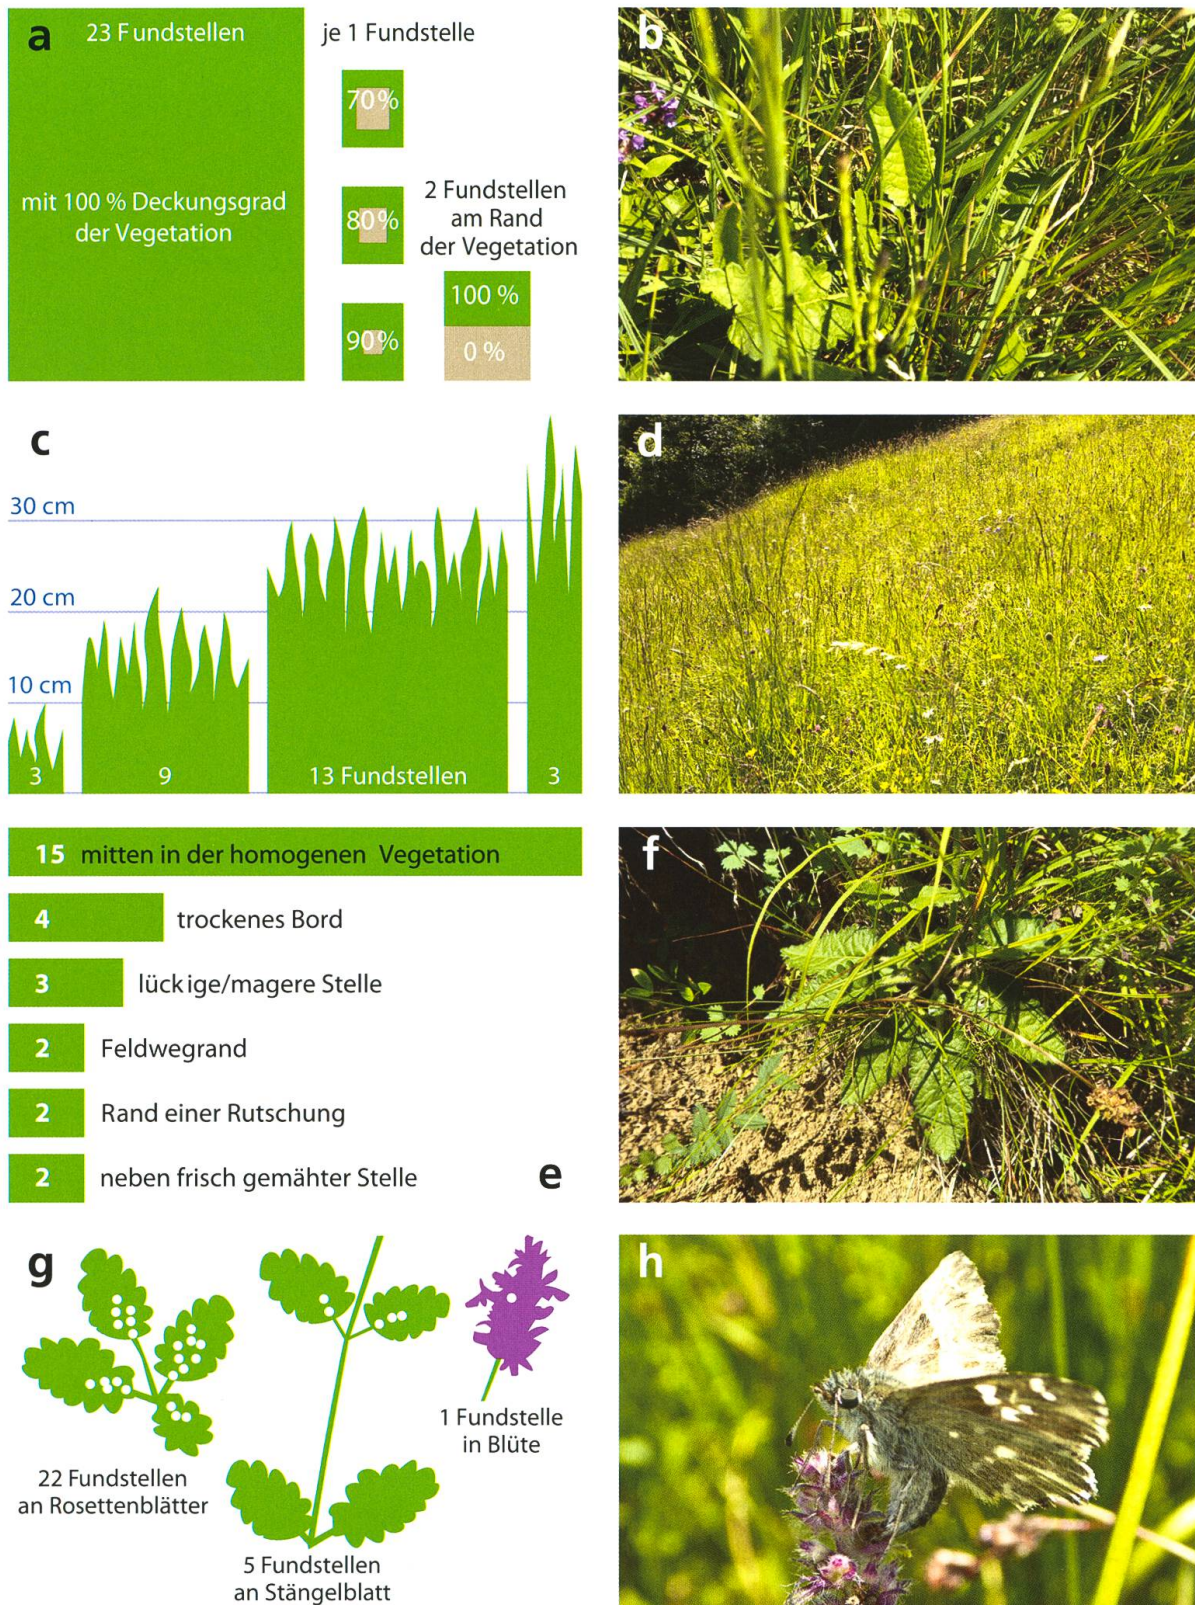 a
23 Fundstellen
mit 100 % Deckungsgrad
der Vegetation
je 1 Fundstelle
70%
80%
90%
2 Fundstellen
am Rand
der Vegetation
100 %
0 %
b
c
30 cm
20 cm
10 cm
3
9
13 Fundstellen
3
d
15 mitten in der homogenen Vegetation
4 trockenes Bord
3 lückige/magere Stelle
2 Feldwegrand
2 Rand einer Rutschung
2 neben frisch gemähter Stelle
e
f
g
22 Fundstellen
an Rosettenblätter
5 Fundstellen
an Stängelblatt
1 Fundstelle
in Blüte
h